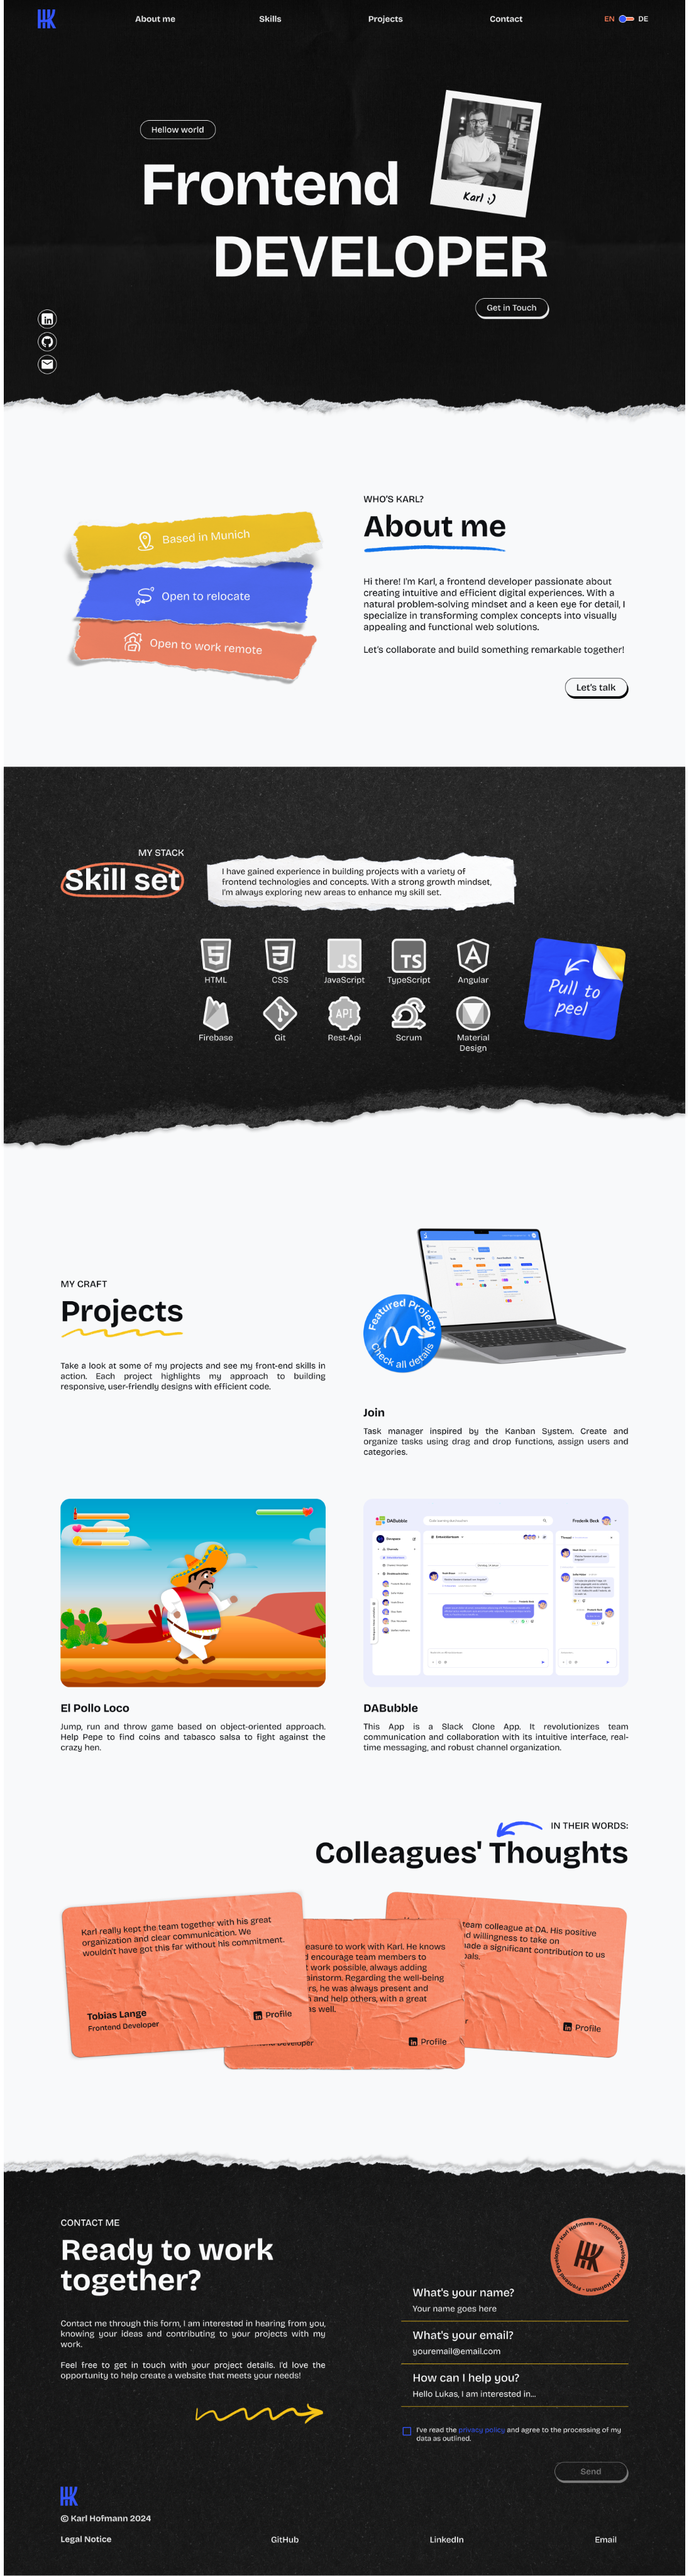 HK
About me
Skills
Projects
Contact
EN DE
Hellow world
Frontend
DEVELOPER
Karl :)
Get in Touch
Based in Munich
Open to relocate
Open to work remote
WHO'S KARL?
About me
Hi there! I'm Karl, a frontend developer passionate about
creating intuitive and efficient digital experiences. With a
natural problem-solving mindset and a keen eye for detail, I
specialize in transforming complex concepts into visually
appealing and functional web solutions.
Let's collaborate and build something remarkable together!
Let's talk
MY STACK
Skill set
I have gained experience in building projects with a variety of
frontend technologies and concepts. With a strong growth mindset,
I'm always exploring new areas to enhance my skill set.
HTML
CSS
JS
JavaScript
TS
TypeScript
Angular
Firebase
Git
API
Rest-Api
Scrum
Material
Design
Pull to
peel
MY CRAFT
Projects
Take a look at some of my projects and see my front-end skills in
action. Each project highlights my approach to building
responsive, user-friendly designs with efficient code.
Featured Project
Check all details
Join
Task manager inspired by the Kanban System. Create and
organize tasks using drag and drop functions, assign users and
categories.
DABubble
Frederik Beck
Devspace
Thread
El Pollo Loco
Jump, run and throw game based on object-oriented approach.
Help Pepe to find coins and tabasco salsa to fight against the
crazy hen.
DABubble
This App is a Slack Clone App. It revolutionizes team
communication and collaboration with its intuitive interface, real-
time messaging, and robust channel organization.
IN THEIR WORDS:
Colleagues' Thoughts
Karl really kept the team together with his great
organization and clear communication. We
wouldn't have got this far without his commitment.
Tobias Lange
Frontend Developer
Profile
easure to work with Karl. He knows
encourage team members to
work possible, always adding
ainstorm. Regarding the well-being
rs, he was always present and
and help others, with a great
as well.
end Developer
Profile
team colleague at DA. His positive
d willingness to take on
ade a significant contribution to us
oals.
Profile
CONTACT ME
Ready to work
together?
Contact me through this form, I am interested in hearing from you,
knowing your ideas and contributing to your projects with my
work.
Feel free to get in touch with your project details. I'd love the
opportunity to help create a website that meets your needs!
Karl Hofmann • Frontend Developer • Karl Hofmann • Frontend Developer •
HK
What's your name?
Your name goes here
What's your email?
youremail@email.com
How can I help you?
Hello Lukas, I am interested in...
I've read the privacy policy and agree to the processing of my
data as outlined.
Send
HK
© Karl Hofmann 2024
Legal Notice
GitHub
LinkedIn
Email